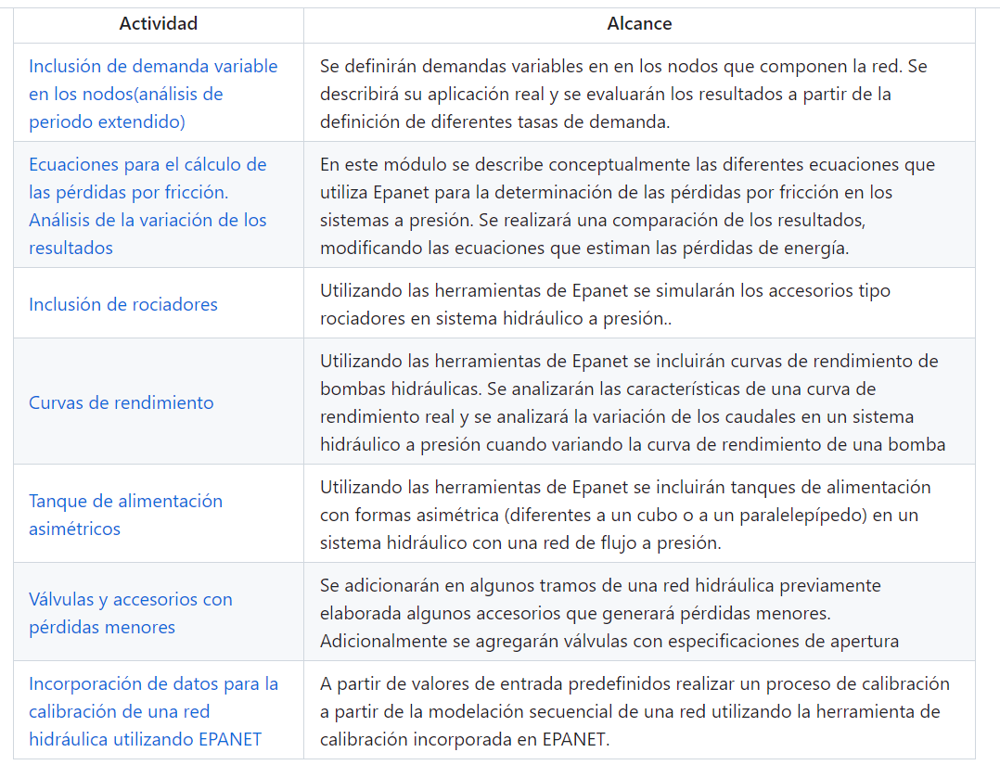 Actividad
Alcance
Inclusión de demanda variable
en los nodos(análisis de
periodo extendido)
Se definirán demandas variables en en los nodos que componen la red. Se
describirá su aplicación real y se evaluarán los resultados a partir de la
definición de diferentes tasas de demanda.
Ecuaciones para el cálculo de
las pérdidas por fricción.
Análisis de la variación de los
resultados
En este módulo se describe conceptualmente las diferentes ecuaciones que
utiliza Epanet para la determinación de las pérdidas por fricción en los
sistemas a presión. Se realizará una comparación de los resultados,
modificando las ecuaciones que estiman las pérdidas de energía.
Inclusión de rociadores
Utilizando las herramientas de Epanet se simularán los accesorios tipo
rociadores en sistema hidráulico a presión..
Curvas de rendimiento
Utilizando las herramientas de Epanet se incluirán curvas de rendimiento de
bombas hidráulicas. Se analizarán las características de una curva de
rendimiento real y se analizará la variación de los caudales en un sistema
hidráulico a presión cuando variando la curva de rendimiento de una bomba
Tanque de alimentación
asimétricos
Utilizando las herramientas de Epanet se incluirán tanques de alimentación
con formas asimétrica (diferentes a un cubo o a un paralelepípedo) en un
sistema hidráulico con una red de flujo a presión.
Válvulas y accesorios con
pérdidas menores
Se adicionarán en algunos tramos de una red hidráulica previamente
elaborada algunos accesorios que generará pérdidas menores.
Adicionalmente se agregarán válvulas con especificaciones de apertura
Incorporación de datos para la
calibración de una red
hidráulica utilizando EPANET
A partir de valores de entrada predefinidos realizar un proceso de calibración
a partir de la modelación secuencial de una red utilizando la herramienta de
calibración incorporada en EPANET.